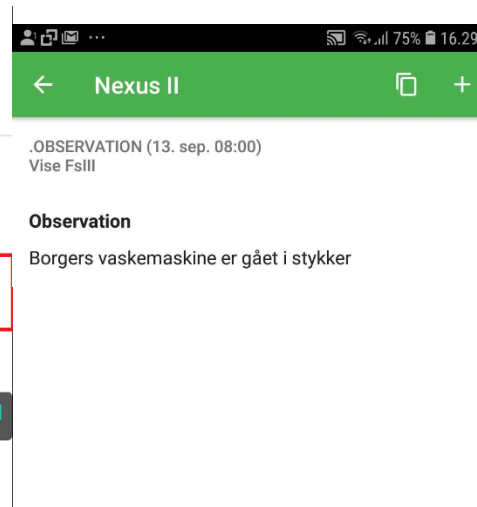 75% 16.29
Nexus II
.OBSERVATION (13. sep. 08:00)
Vise FsIII
Observation
Borgers vaskemaskine er gået i stykker